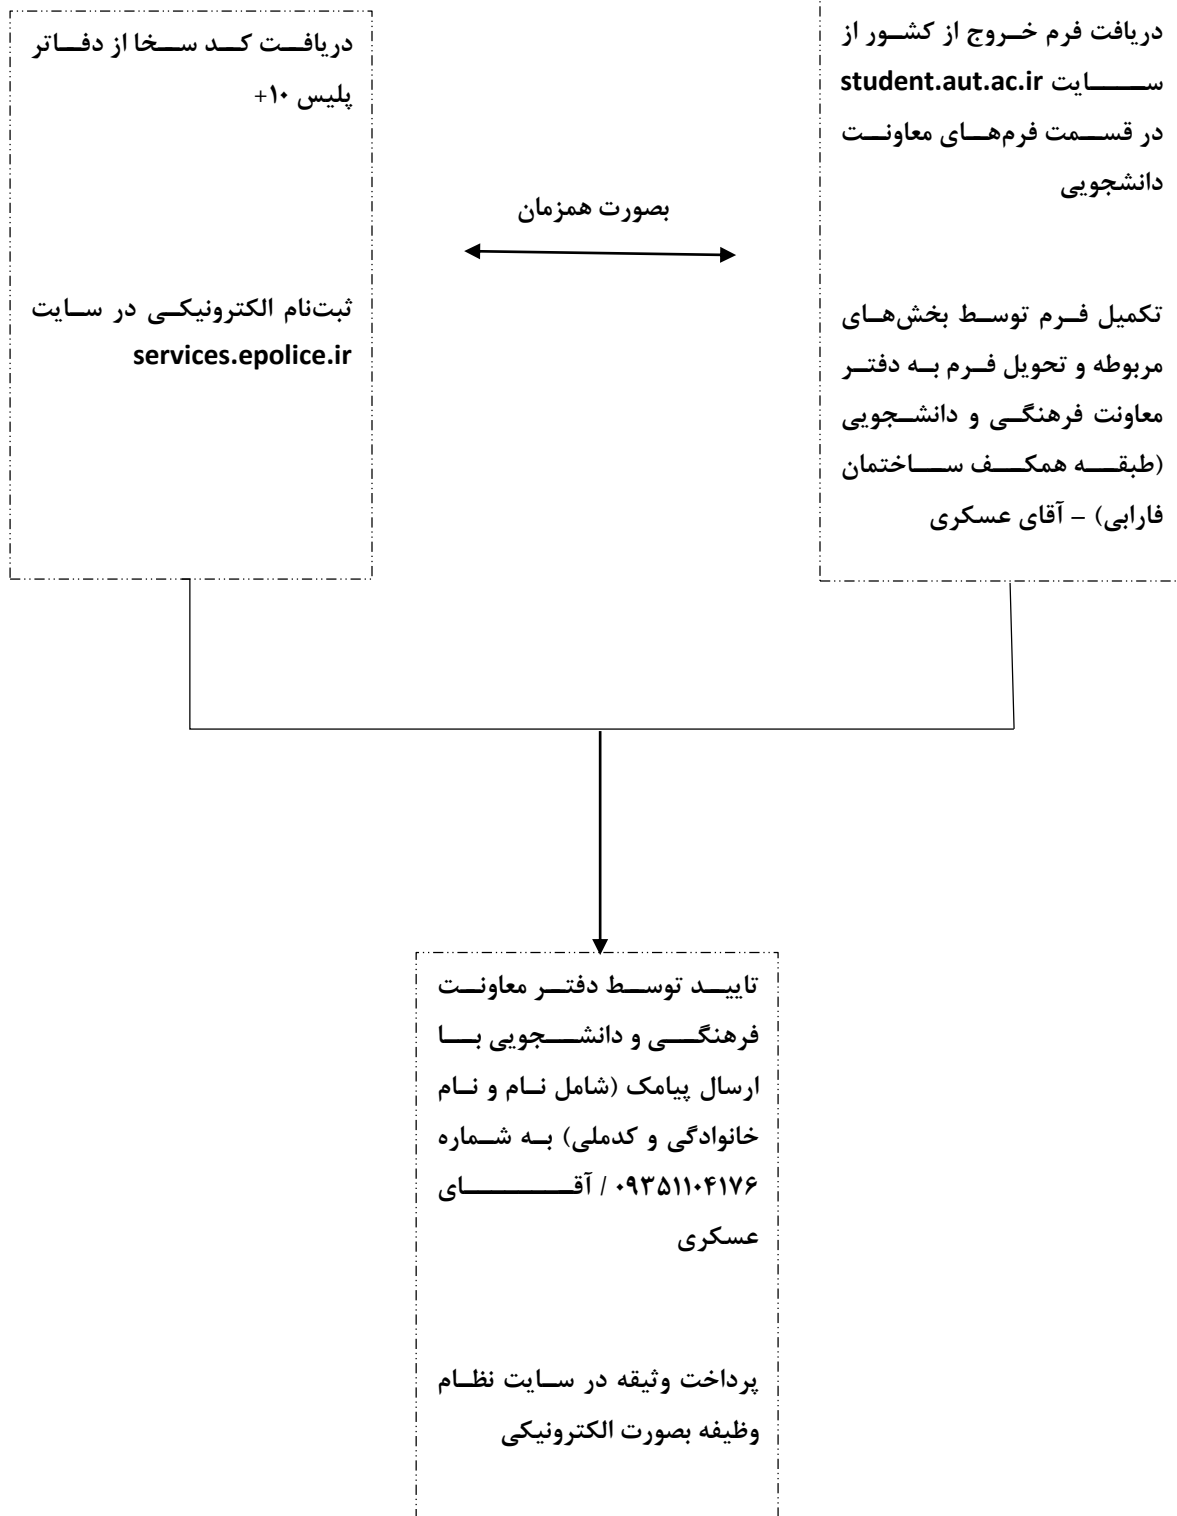 دریافت فرم خروج از کشور از
سایت student.aut.ac.ir
در قسمت فرم‌های معاونت
دانشجویی
تکمیل فرم توسط بخش‌های
مربوطه و تحویل فرم به دفتر
معاونت فرهنگی و دانشجویی
(طبقه همکف ساختمان
فارابی) – آقای عسکری
بصورت همزمان
دریافت کد سخا از دفاتر
پلیس ۱۰+
ثبت‌نام الکترونیکی در سایت
services.epolice.ir
تایید توسط دفتر معاونت
فرهنگی و دانشجویی با
ارسال پیامک (شامل نام و نام
خانوادگی و کدملی) به شماره
۰۹۳۵۱۱۰۴۱۷۶ / آقای
عسکری
پرداخت وثیقه در سایت نظام
وظیفه بصورت الکترونیکی